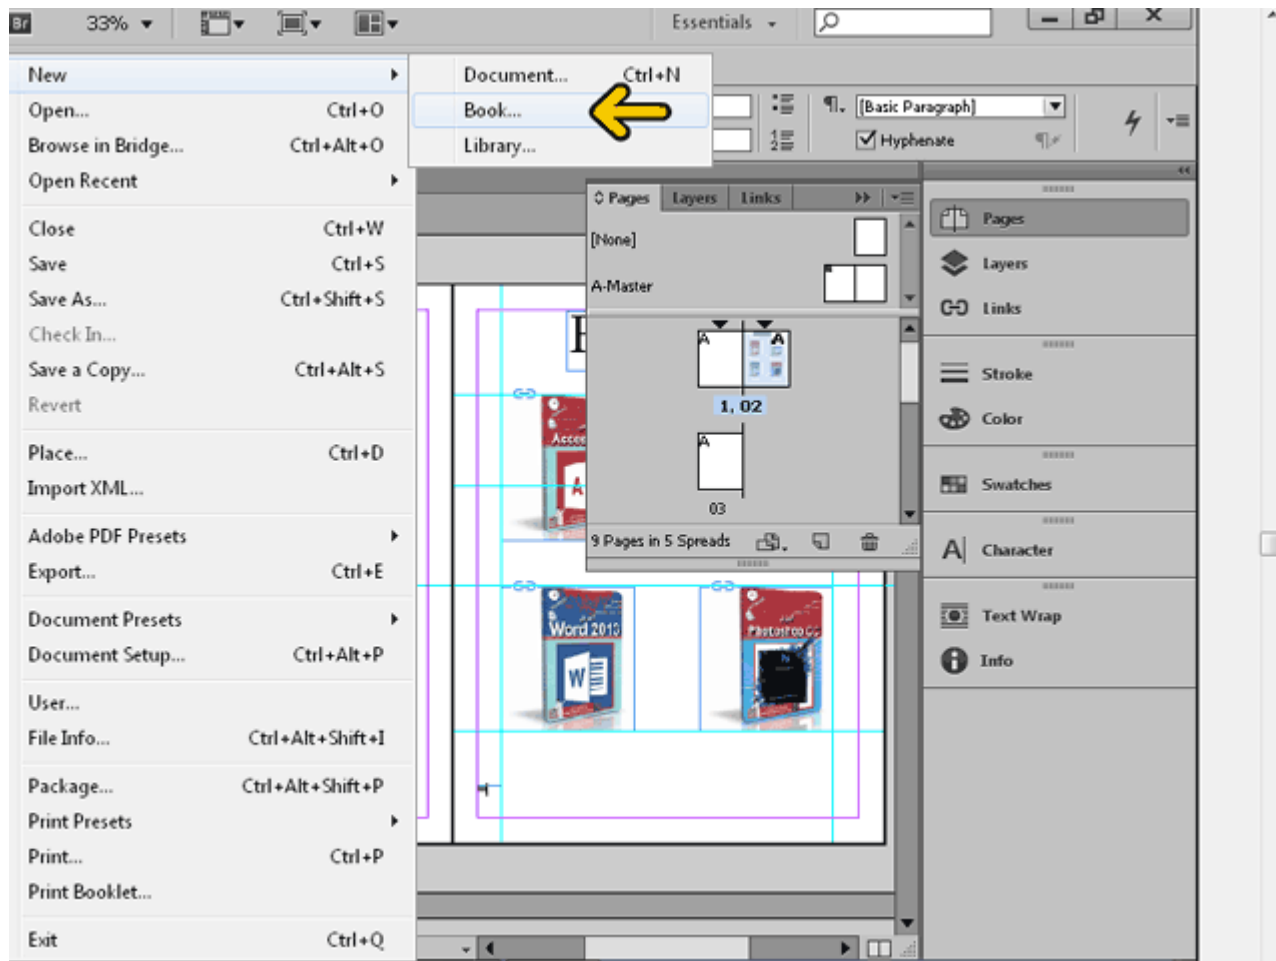 Br 33% Essentials
New
Document... Ctrl+N
Open... Ctrl+O
Book...
[Basic Paragraph]
Browse in Bridge... Ctrl+Alt+O
Library...
Hyphenate
Open Recent
Pages Layers Links
Close Ctrl+W
[None]
Save Ctrl+S
A-Master
Save As... Ctrl+Shift+S
Check In...
Save a Copy... Ctrl+Alt+S
Revert
A A
1, 02
A
03
9 Pages in 5 Spreads
Place... Ctrl+D
Import XML...
Adobe PDF Presets
Export... Ctrl+E
Document Presets
Document Setup... Ctrl+Alt+P
User...
File Info... Ctrl+Alt+Shift+I
Package... Ctrl+Alt+Shift+P
Print Presets
Print... Ctrl+P
Print Booklet...
Exit Ctrl+Q
Word 2013
W
Photoshop CC
Pages
Layers
Links
Stroke
Color
Swatches
Character
Text Wrap
Info